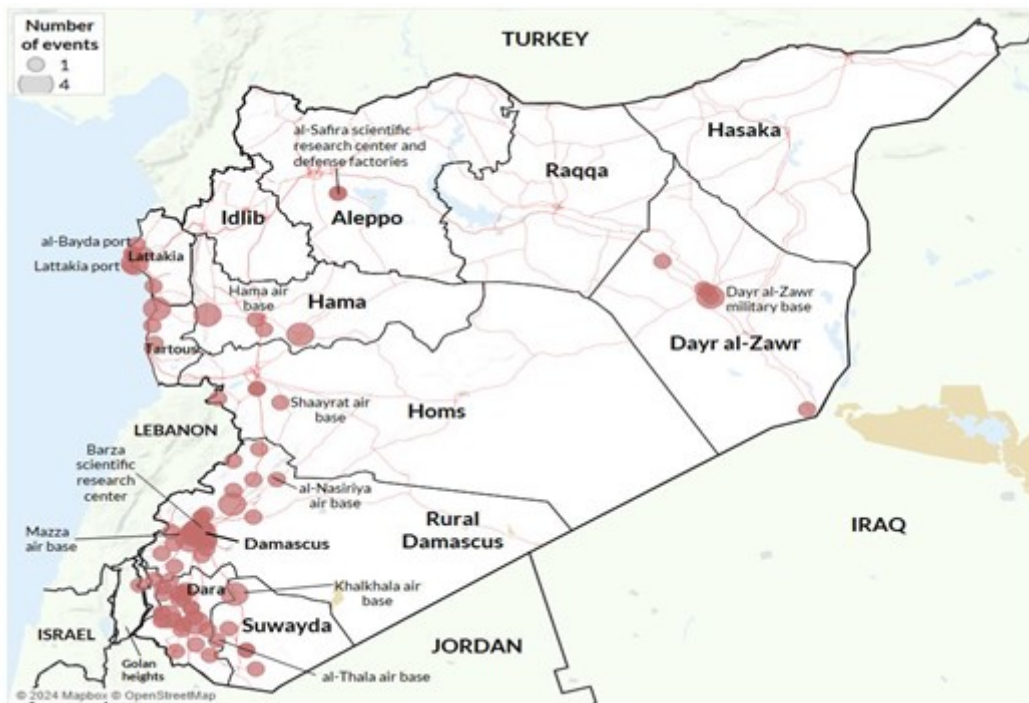 Number
of events
1
4
TURKEY
al-Safira scientific
research center and
defense factories
Hasaka
Raqqa
Idlib
Aleppo
al-Bayda port
Lattakia
Lattakia port
Hama air
base
Hama
Dayr al-Zawr
military base
Dayr al-Zawr
Tartous
Shaayrat air
base
Homs
LEBANON
Barza
scientific
research
center
al-Nasiriya
air base
Rural
Damascus
IRAQ
Mazza
air base
Damascus
Dara
Khalkhala air
base
Suwayda
ISRAEL
JORDAN
Golan
heights
al-Thala air base
© 2024 Mapbox © OpenStreetMap